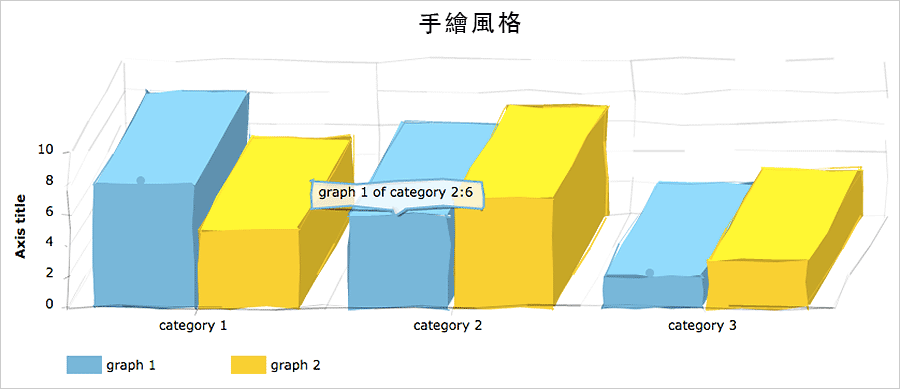 手繪風格
10
8
6
4
2
0
Axis title
graph 1 of category 2:6
category 1
category 2
category 3
graph 1
graph 2